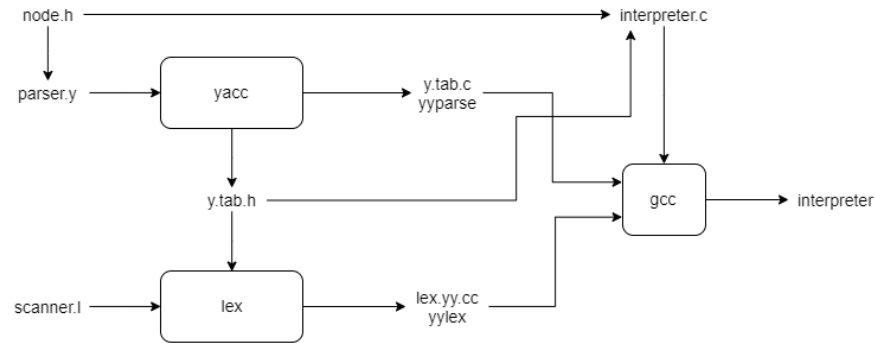 node.h
interpreter.c
parser.y
yacc
y.tab.c
yyparse
y.tab.h
gcc
interpreter
scanner.l
lex
lex.yy.cc
yylex